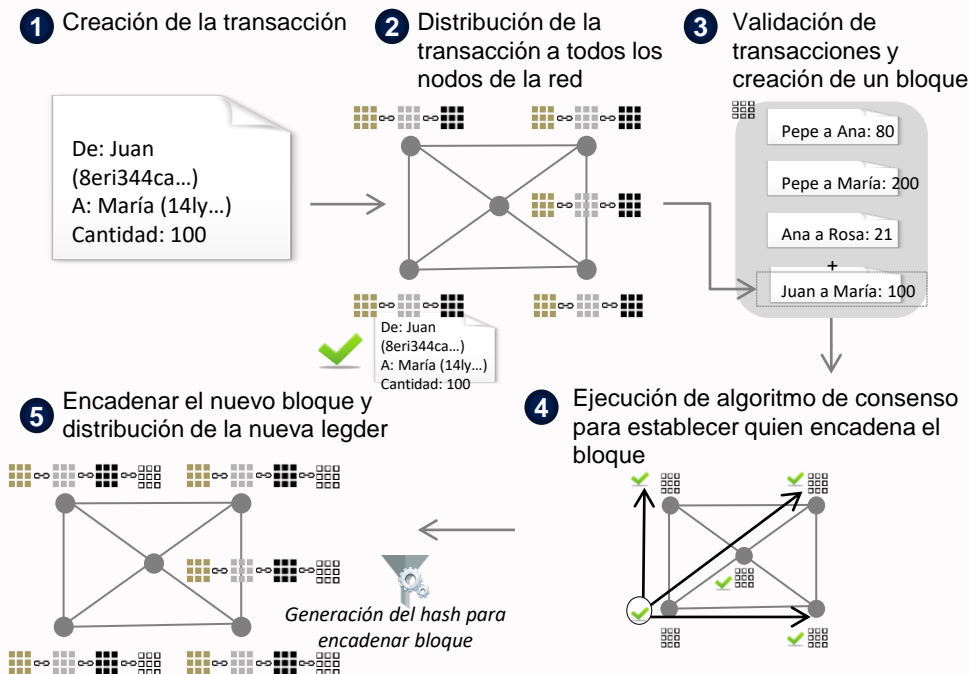 1 Creación de la transacción
De: Juan
(8eri344ca...)
A: María (14ly...)
Cantidad: 100
2 Distribución de la
transacción a todos los
nodos de la red
De: Juan
(8eri344ca...)
A: María (14ly...)
Cantidad: 100
3 Validación de
transacciones y
creación de un bloque
Pepe a Ana: 80
Pepe a María: 200
Ana a Rosa: 21
+
Juan a María: 100
4 Ejecución de algoritmo de consenso
para establecer quien encadena el
bloque
5 Encadenar el nuevo bloque y
distribución de la nueva legder
Generación del hash para
encadenar bloque